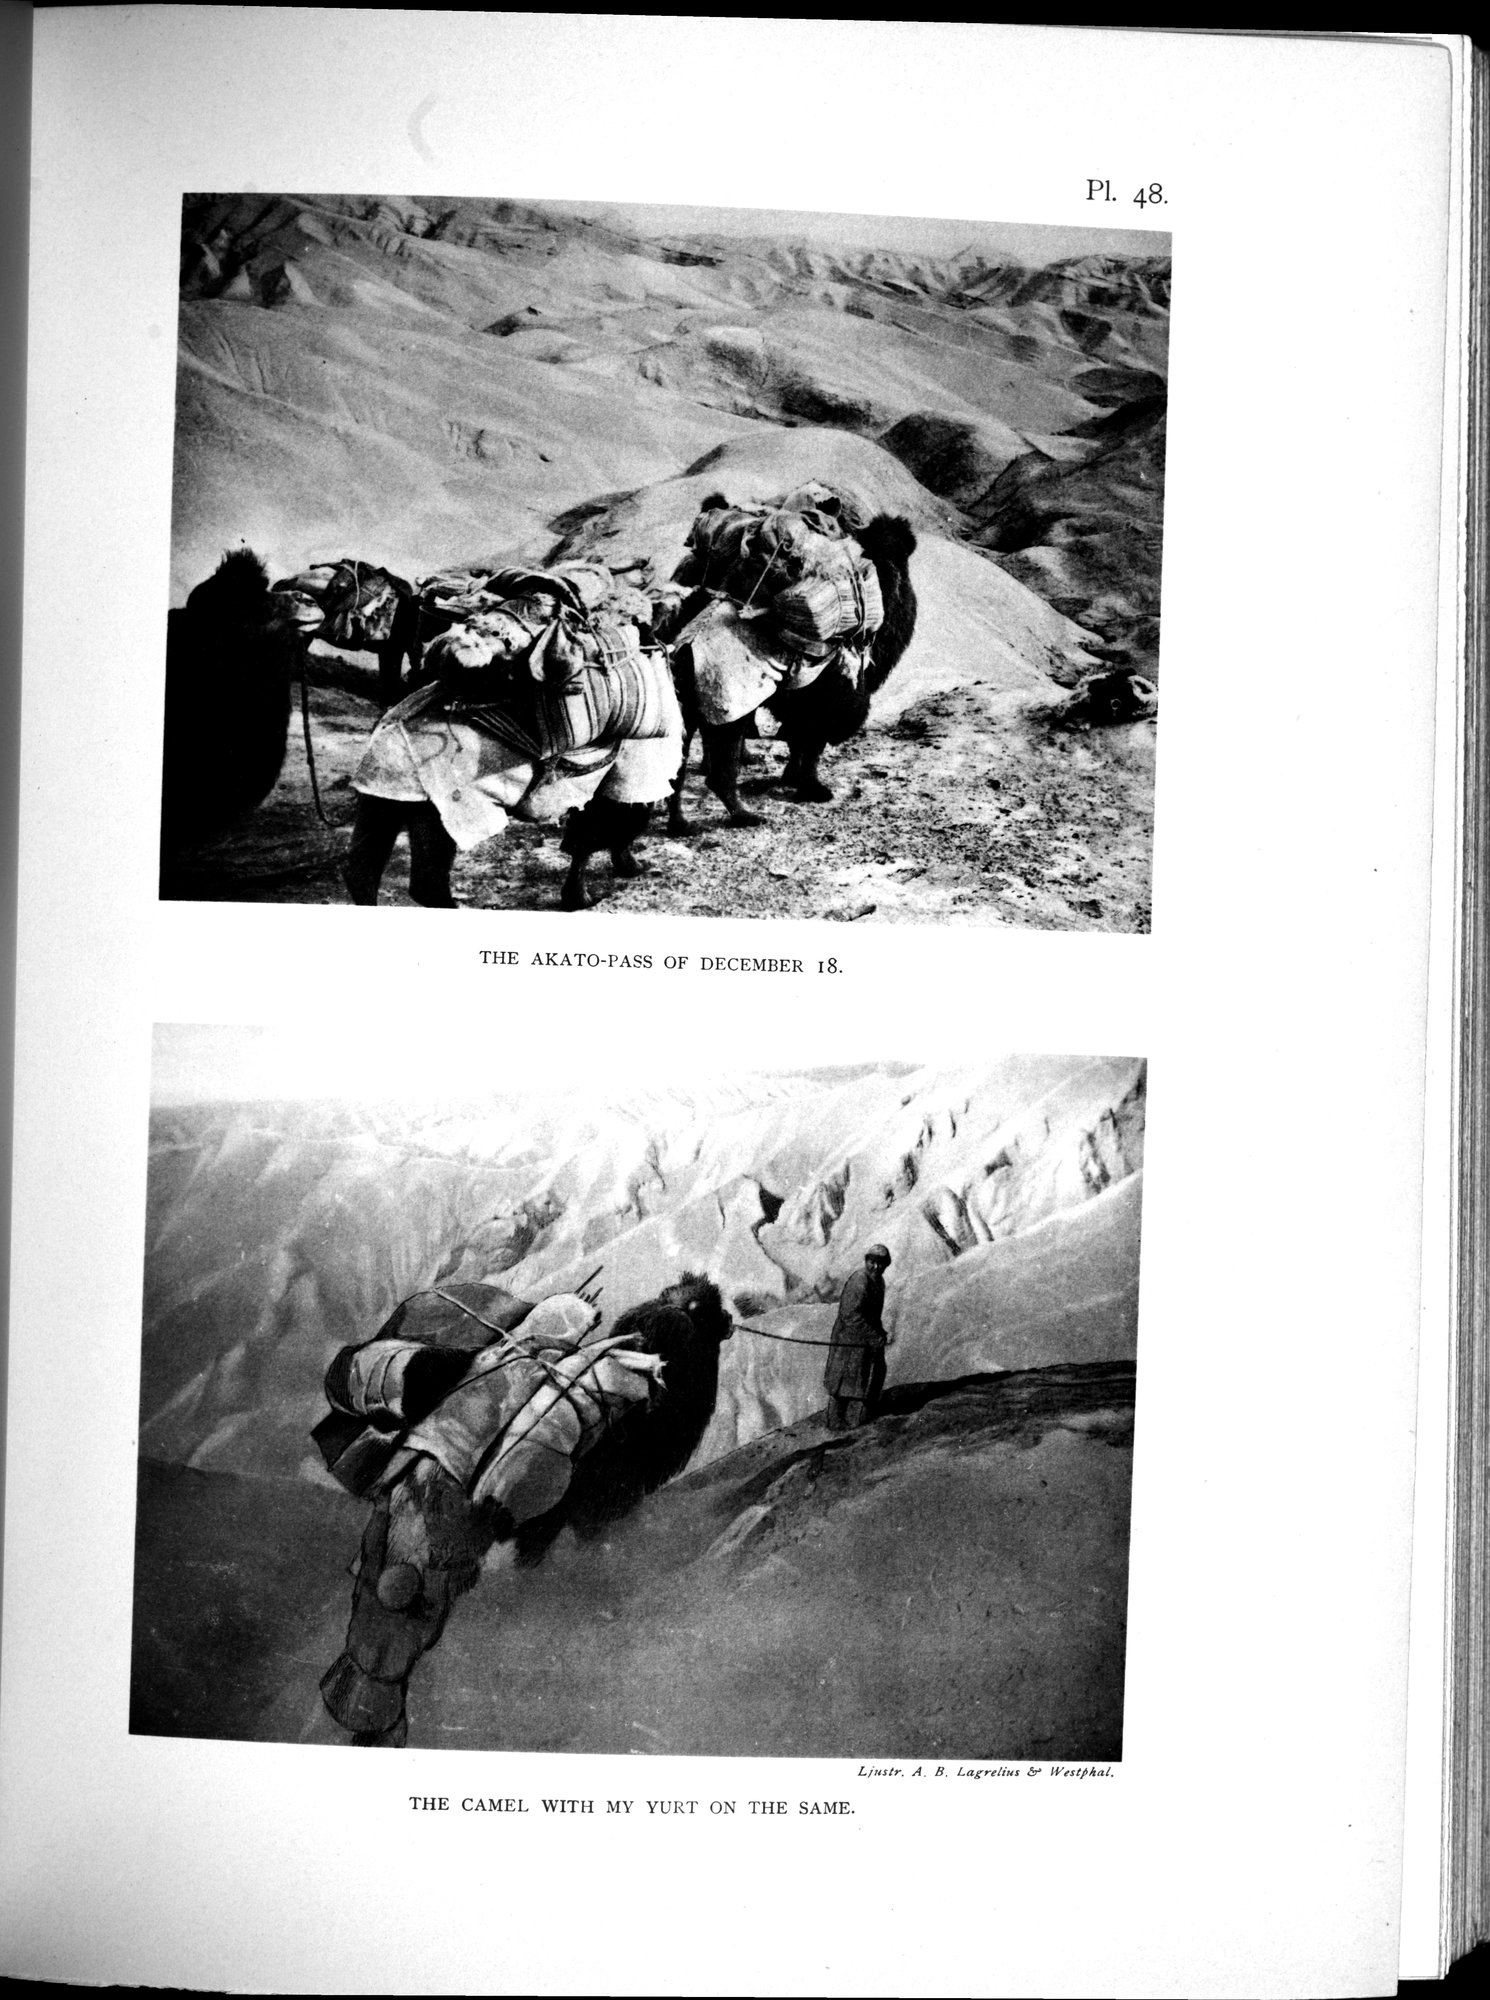 Pl. 48.
THE AKATO-PASS OF DECEMBER 18.
Ljustr. A. B. Lagrelius & Westphal.
THE CAMEL WITH MY YURT ON THE SAME.